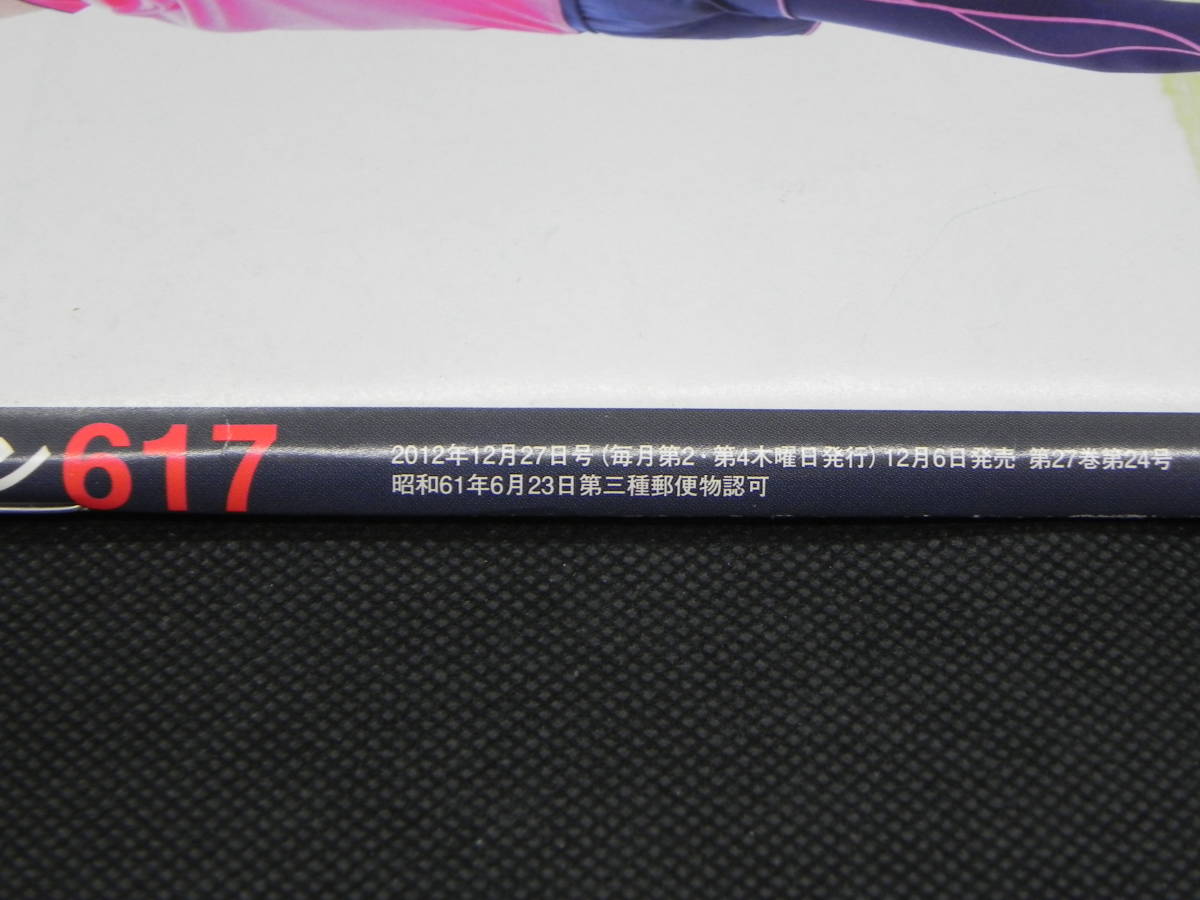 ン617
2012年12月27日号(毎月第2・第4木曜日発行)12月6日発売 第27巻第24号
昭和61年6月23日第三種郵便物認可